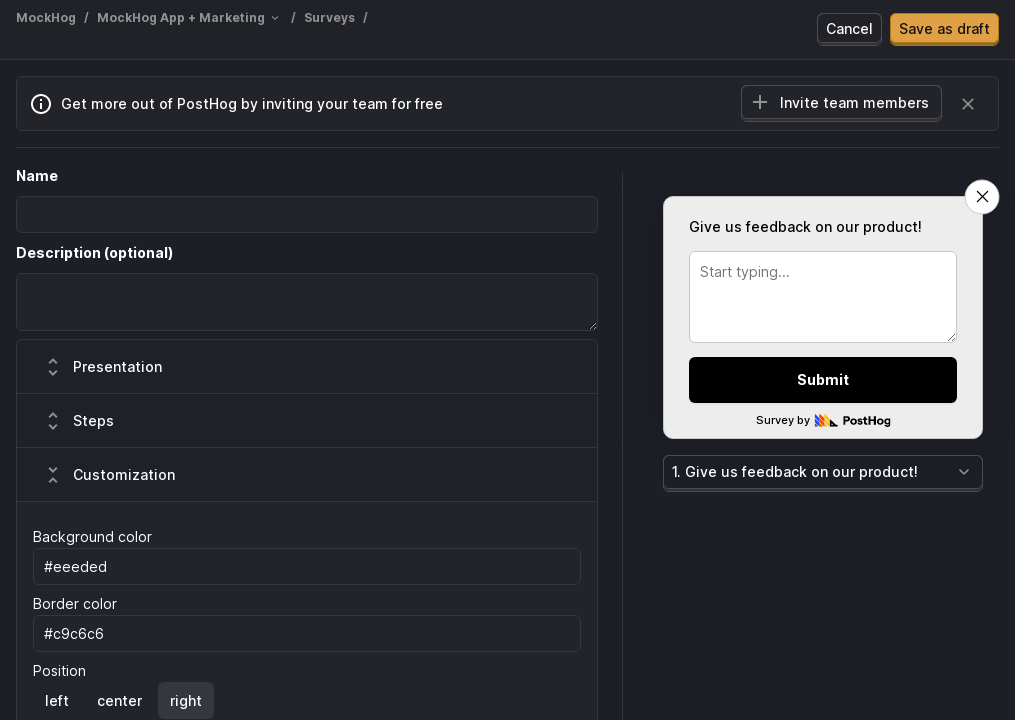 MockHog / MockHog App + Marketing / Surveys /
Cancel
Save as draft
Get more out of PostHog by inviting your team for free
Invite team members
Name
Description (optional)
Presentation
Steps
Customization
Background color
#eeeded
Border color
#c9c6c6
Position
left center right
Give us feedback on our product!
Start typing...
Submit
Survey by PostHog
1. Give us feedback on our product!